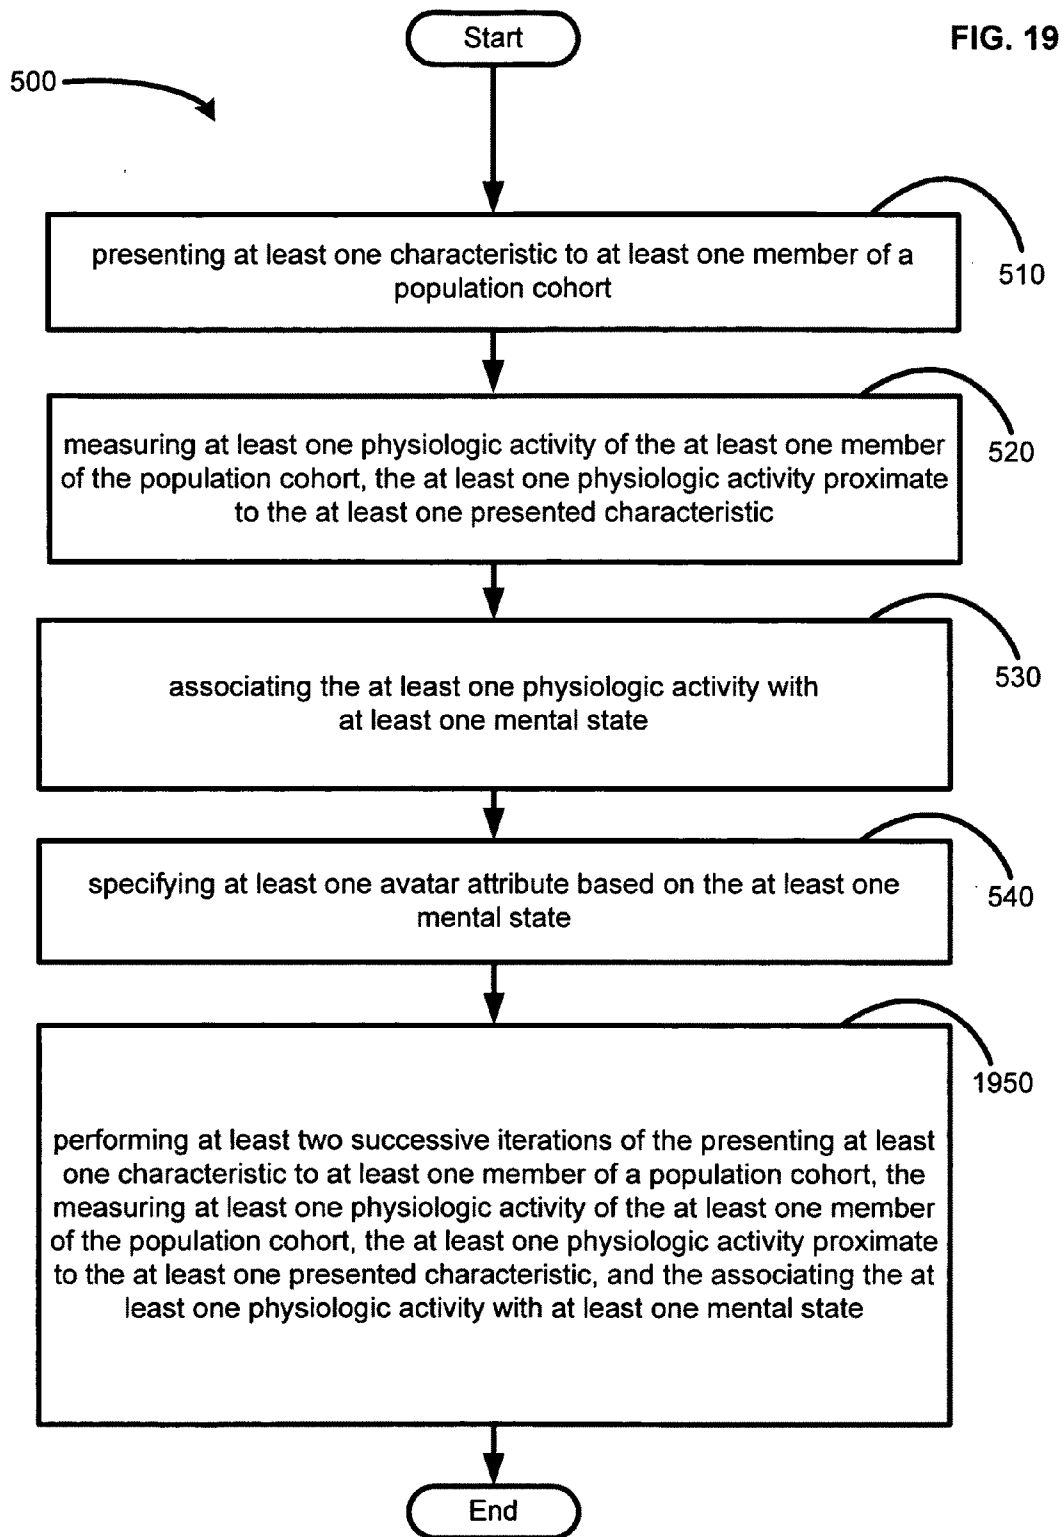 Start
FIG. 19
500
presenting at least one characteristic to at least one member of a
population cohort
510
measuring at least one physiologic activity of the at least one member
of the population cohort, the at least one physiologic activity proximate
to the at least one presented characteristic
520
associating the at least one physiologic activity with
at least one mental state
530
specifying at least one avatar attribute based on the at least one
mental state
540
1950
performing at least two successive iterations of the presenting at least
one characteristic to at least one member of a population cohort, the
measuring at least one physiologic activity of the at least one member
of the population cohort, the at least one physiologic activity proximate
to the at least one presented characteristic, and the associating the at
least one physiologic activity with at least one mental state
End